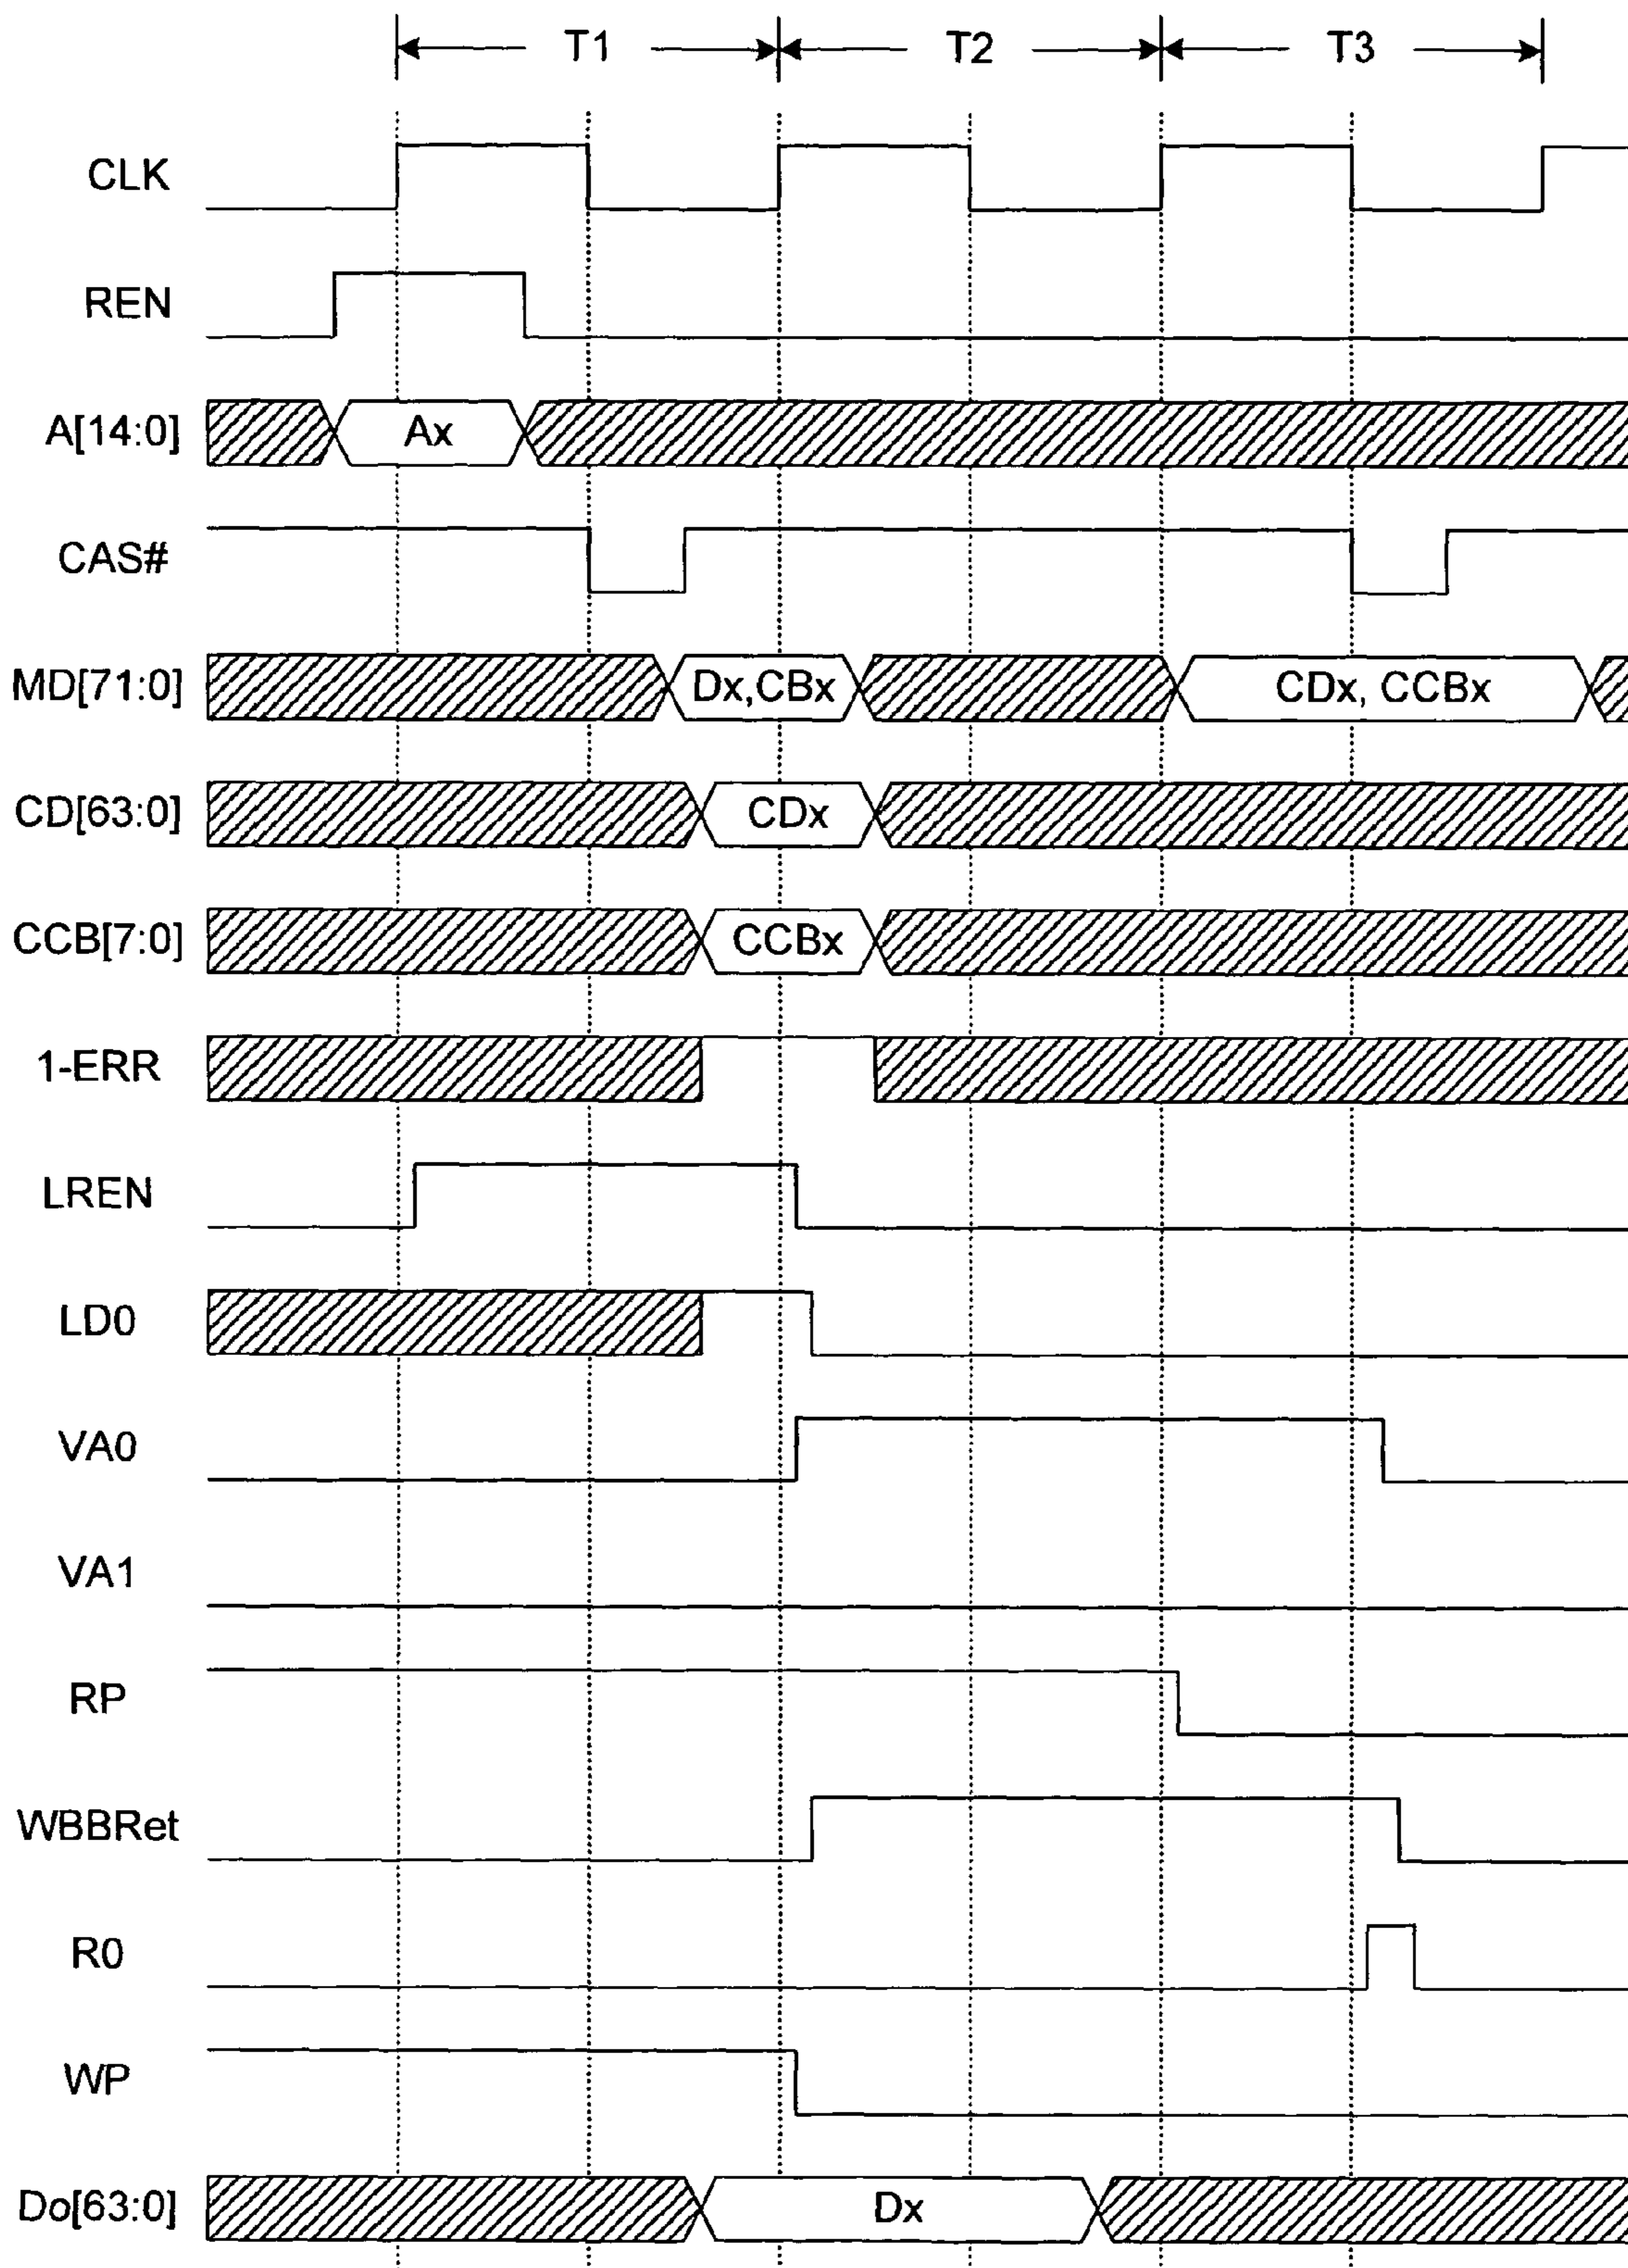 T1 T2 T3
CLK
REN
A[14:0] Ax
CAS#
MD[71:0] Dx,CBx CDx, CCBx
CD[63:0] CDx
CCB[7:0] CCBx
1-ERR
LREN
LD0
VA0
VA1
RP
WBBRet
R0
WP
Do[63:0] Dx